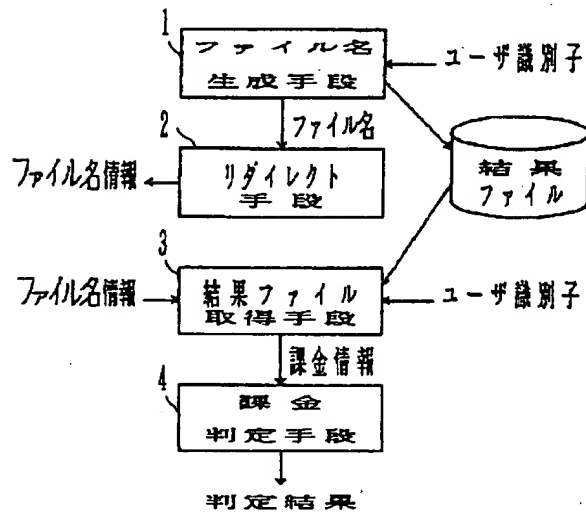 1
ファイル名
生成手段
ユーザ識別子
ファイル名
2
リダイレクト
手段
ファイル名情報
結果
ファイル
3
ファイル名情報
結果ファイル
取得手段
ユーザ識別子
課金情報
4
課金
判定手段
判定結果